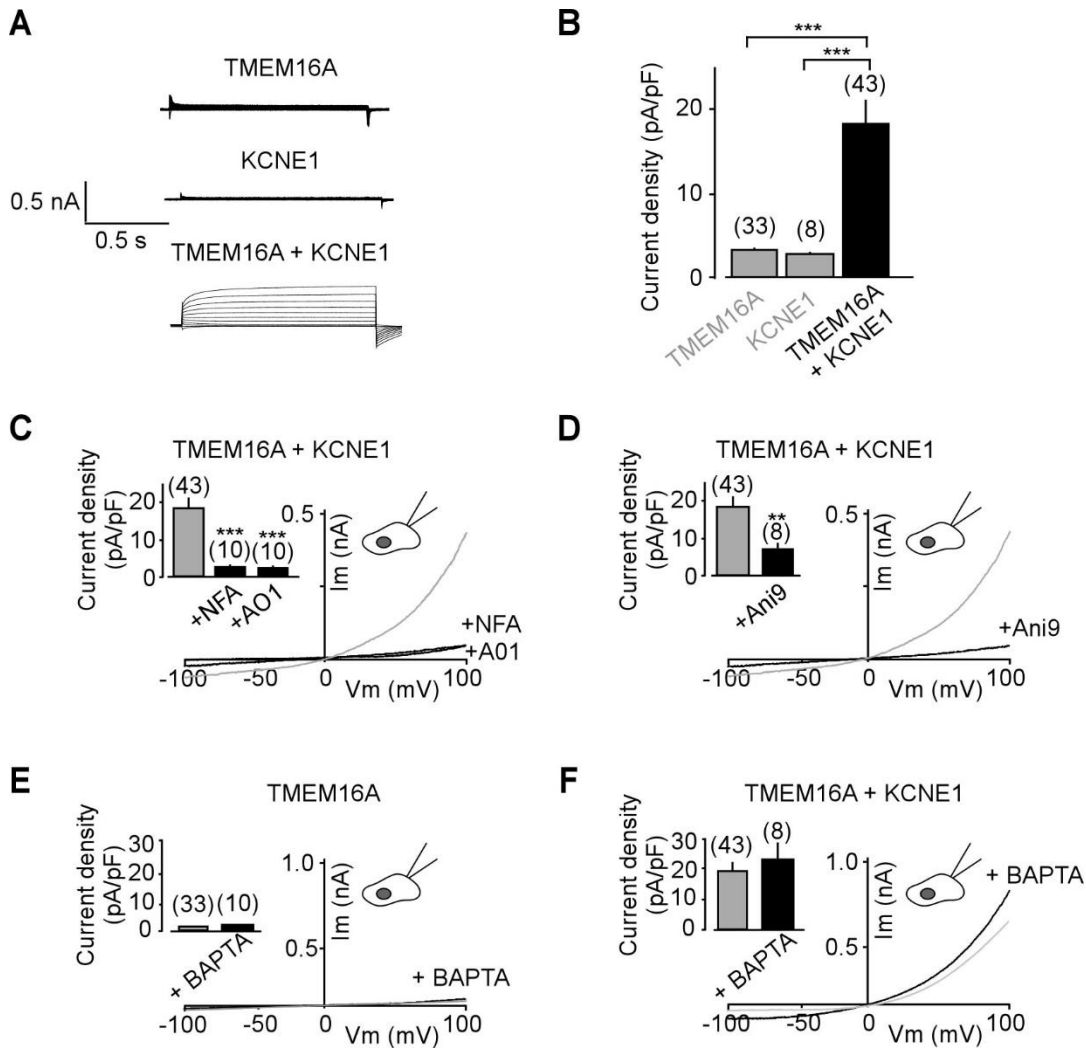 A
TMEM16A
KCNE1
0.5 nA
0.5 s
TMEM16A + KCNE1
B
Current density (pA/pF)
20
10
0
***
***
(33)
(8)
(43)
TMEM16A
KCNE1
TMEM16A
+ KCNE1
C
TMEM16A + KCNE1
Current density
(pA/pF)
20
10
0
(43)
***
(10)
***
(10)
+NFA
+AO1
0.5
Im (nA)
+NFA
+A01
-100
-50
0
100
Vm (mV)
D
TMEM16A + KCNE1
Current density
(pA/pF)
20
10
0
(43)
**
(8)
+Ani9
0.5
Im (nA)
+Ani9
-100
-50
0
100
Vm (mV)
E
TMEM16A
Current density
(pA/pF)
30
20
10
0
(33)
(10)
+ BAPTA
1.0
0.5
Im (nA)
+ BAPTA
-100
-50
0
100
Vm (mV)
F
TMEM16A + KCNE1
Current density
(pA/pF)
30
20
10
0
(43)
(8)
+ BAPTA
1.0
0.5
Im (nA)
+ BAPTA
-100
-50
0
100
Vm (mV)